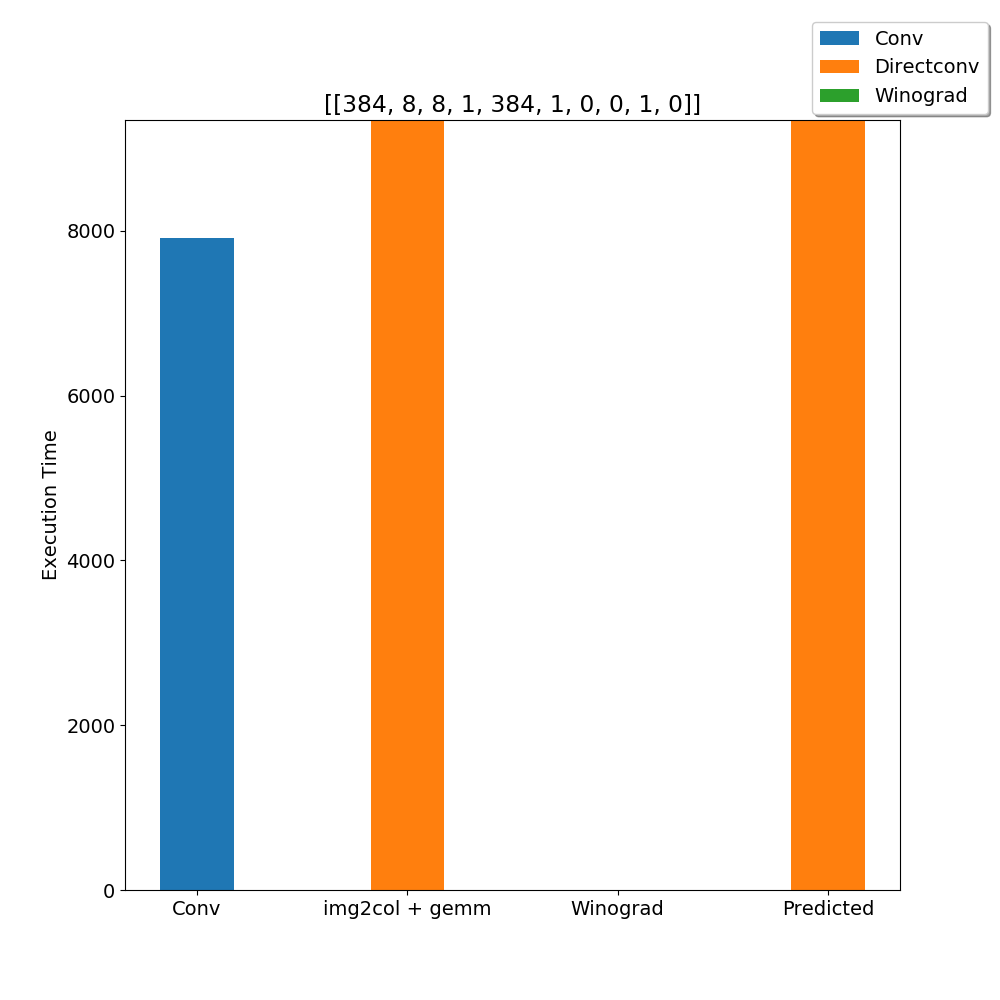 Conv
Directconv
Winograd
[[384, 8, 8, 1, 384, 1, 0, 0, 1, 0]]
8000
6000
4000
2000
0
Execution Time
Conv
img2col + gemm
Winograd
Predicted